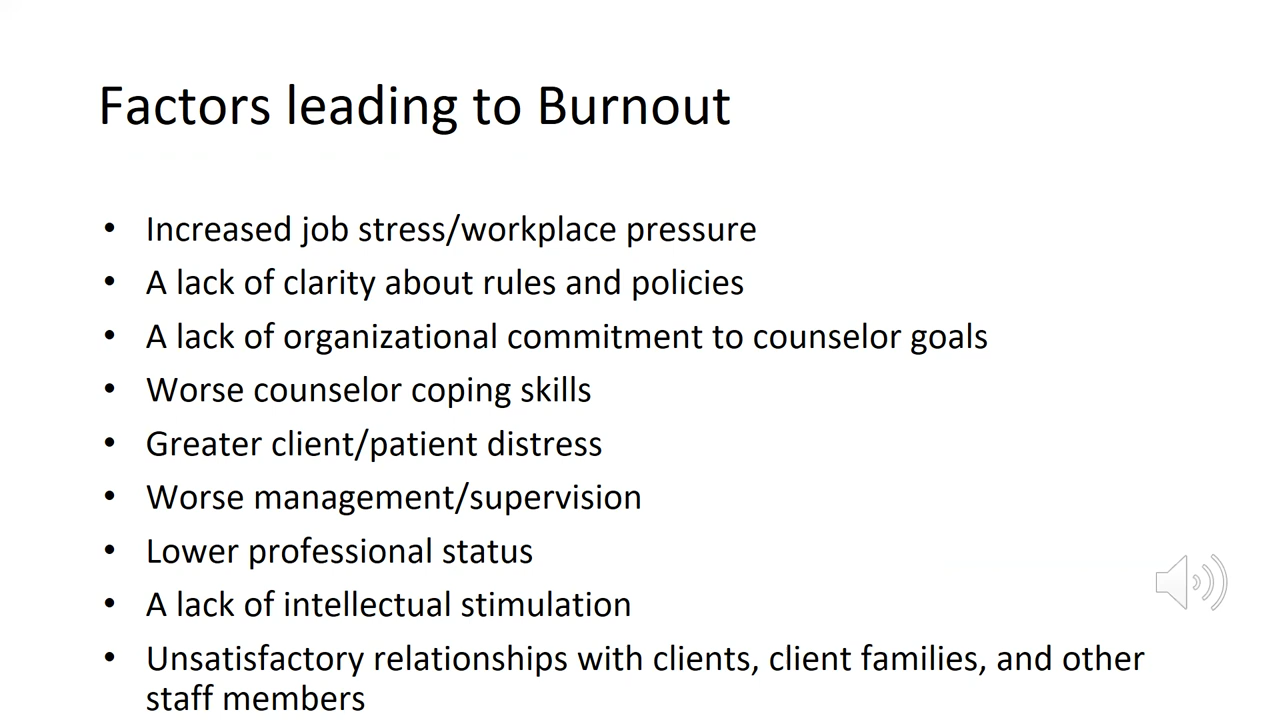 Factors leading to Burnout
• Increased job stress/workplace pressure
• A lack of clarity about rules and policies
• A lack of organizational commitment to counselor goals
• Worse counselor coping skills
• Greater client/patient distress
• Worse management/supervision
• Lower professional status
• A lack of intellectual stimulation
• Unsatisfactory relationships with clients, client families, and other
staff members